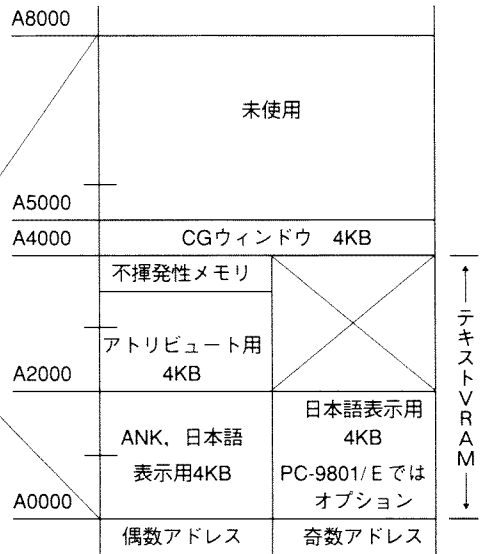 A8000
未使用
A5000
A4000
CGウィンドウ 4KB
不揮発性メモリ
アトリビュート用
4KB
A2000
ANK，日本語
表示用4KB
日本語表示用
4KB
PC-9801/Eでは
オプション
A0000
偶数アドレス
奇数アドレス
テキストVRAM